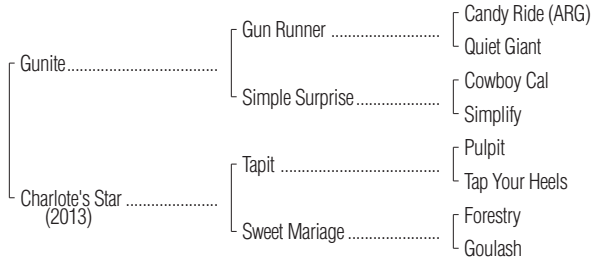 Candy Ride (ARG)
Gun Runner ........................
Quiet Giant
Gunite.................................
Cowboy Cal
Simple Surprise..................
Simplify
Pulpit
Tapit ...................................
Tap Your Heels
Charlote's Star ....................
(2013)
Forestry
Sweet Mariage ....................
Goulash